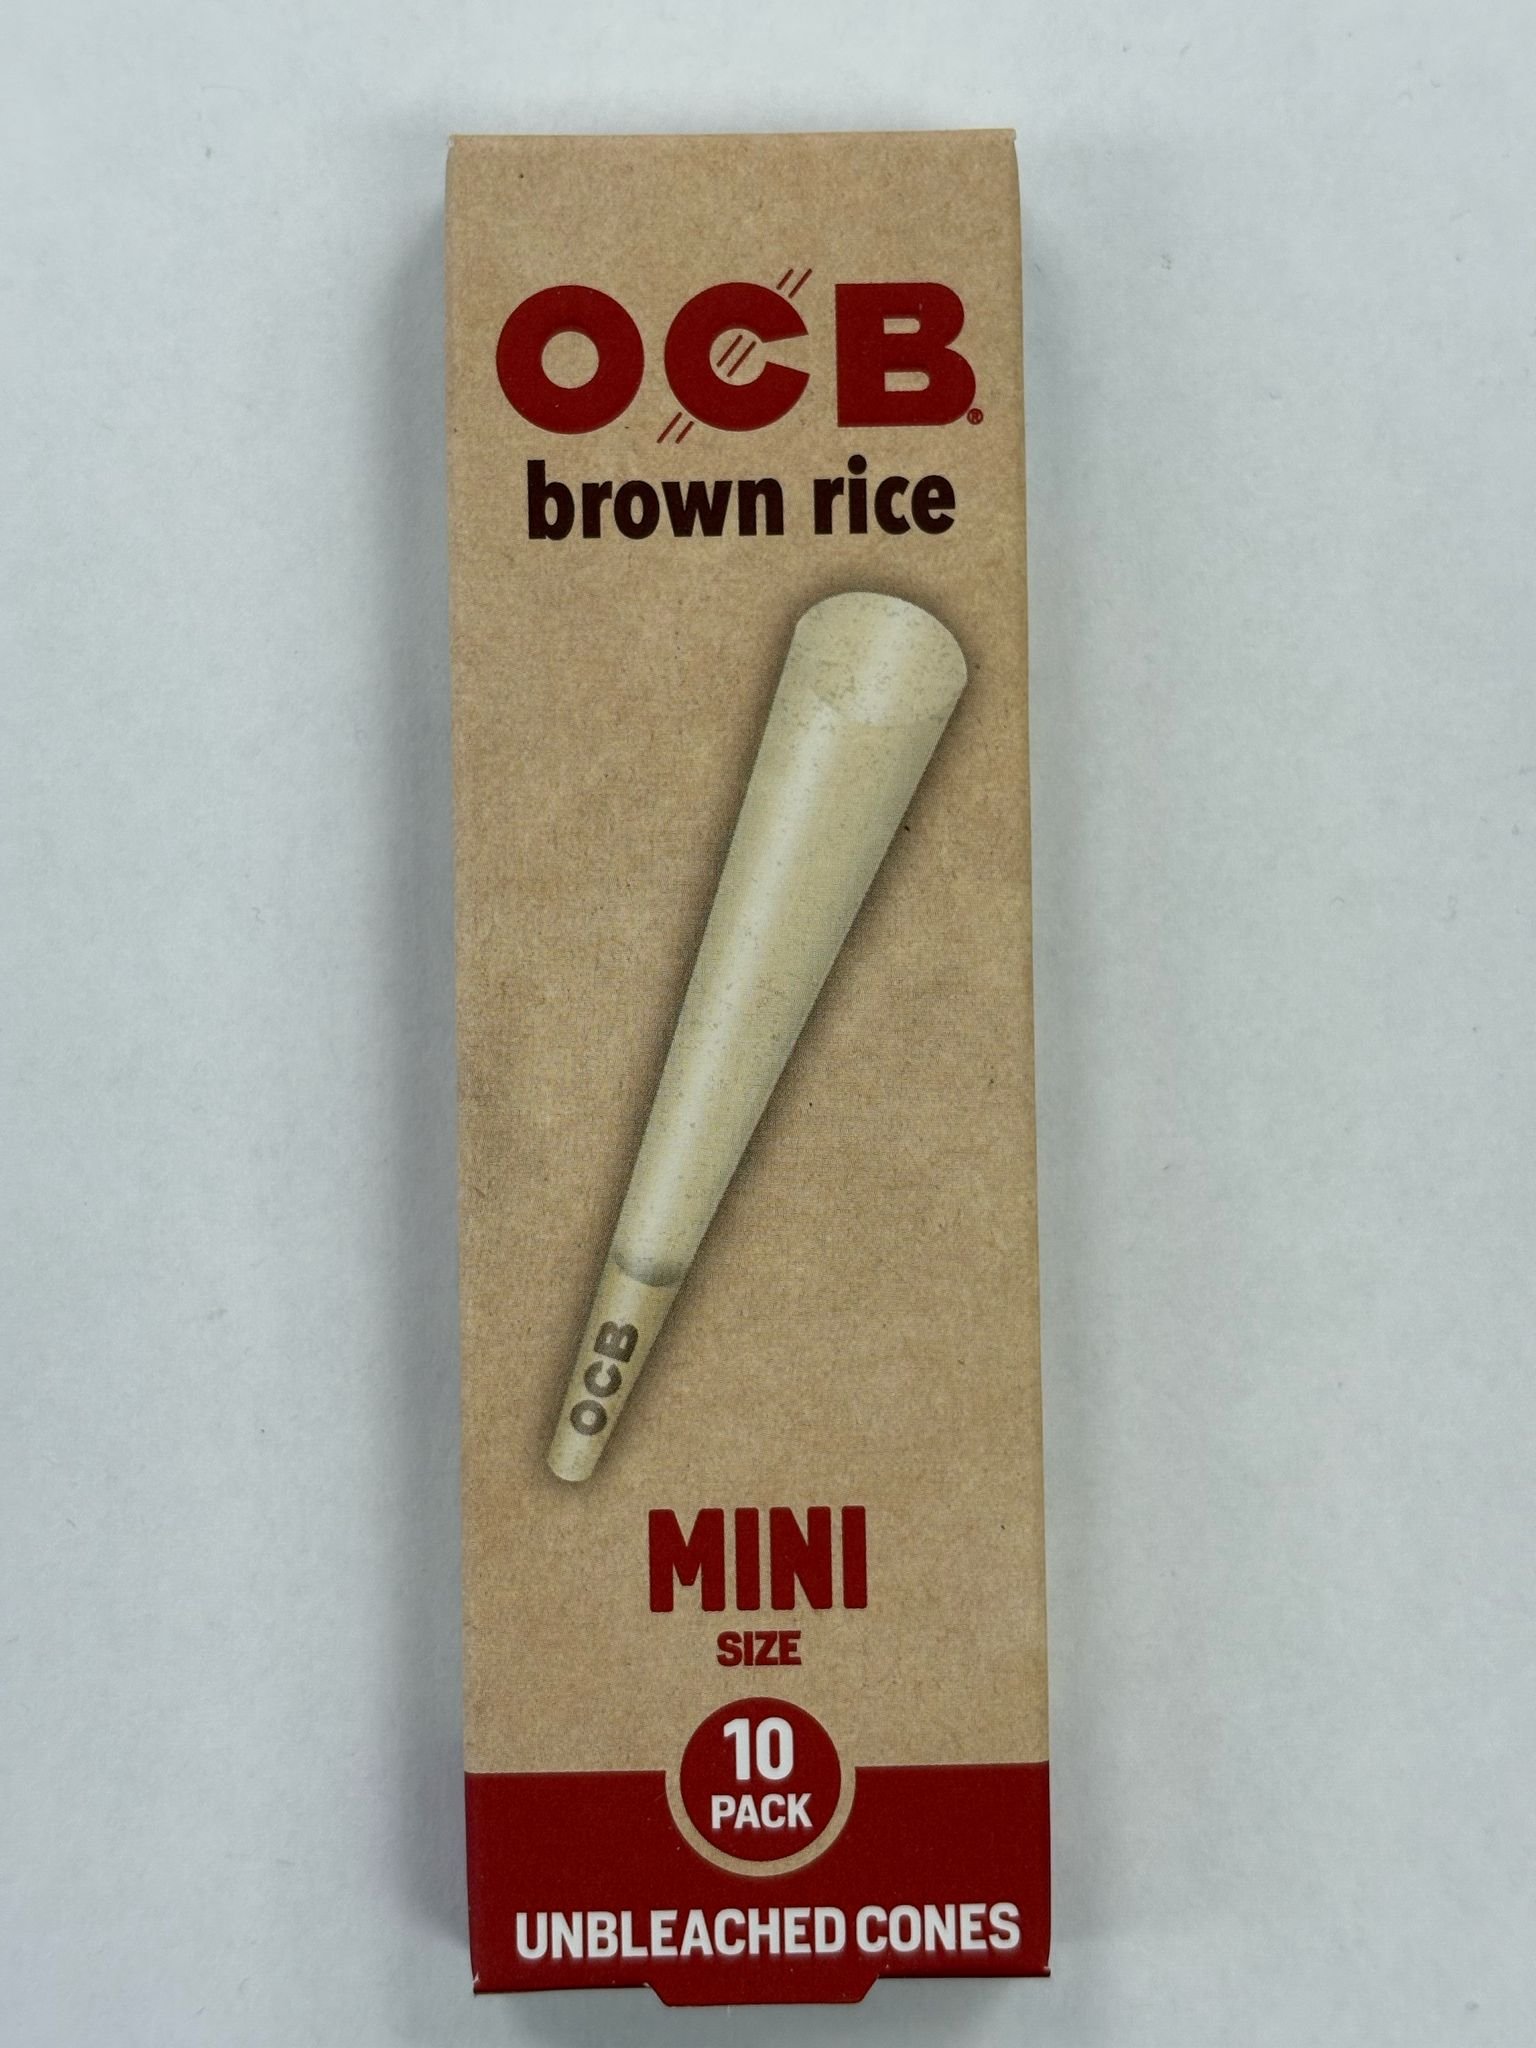 OCB®
brown rice
OCB
MINI
SIZE
10
PACK
UNBLEACHED CONES